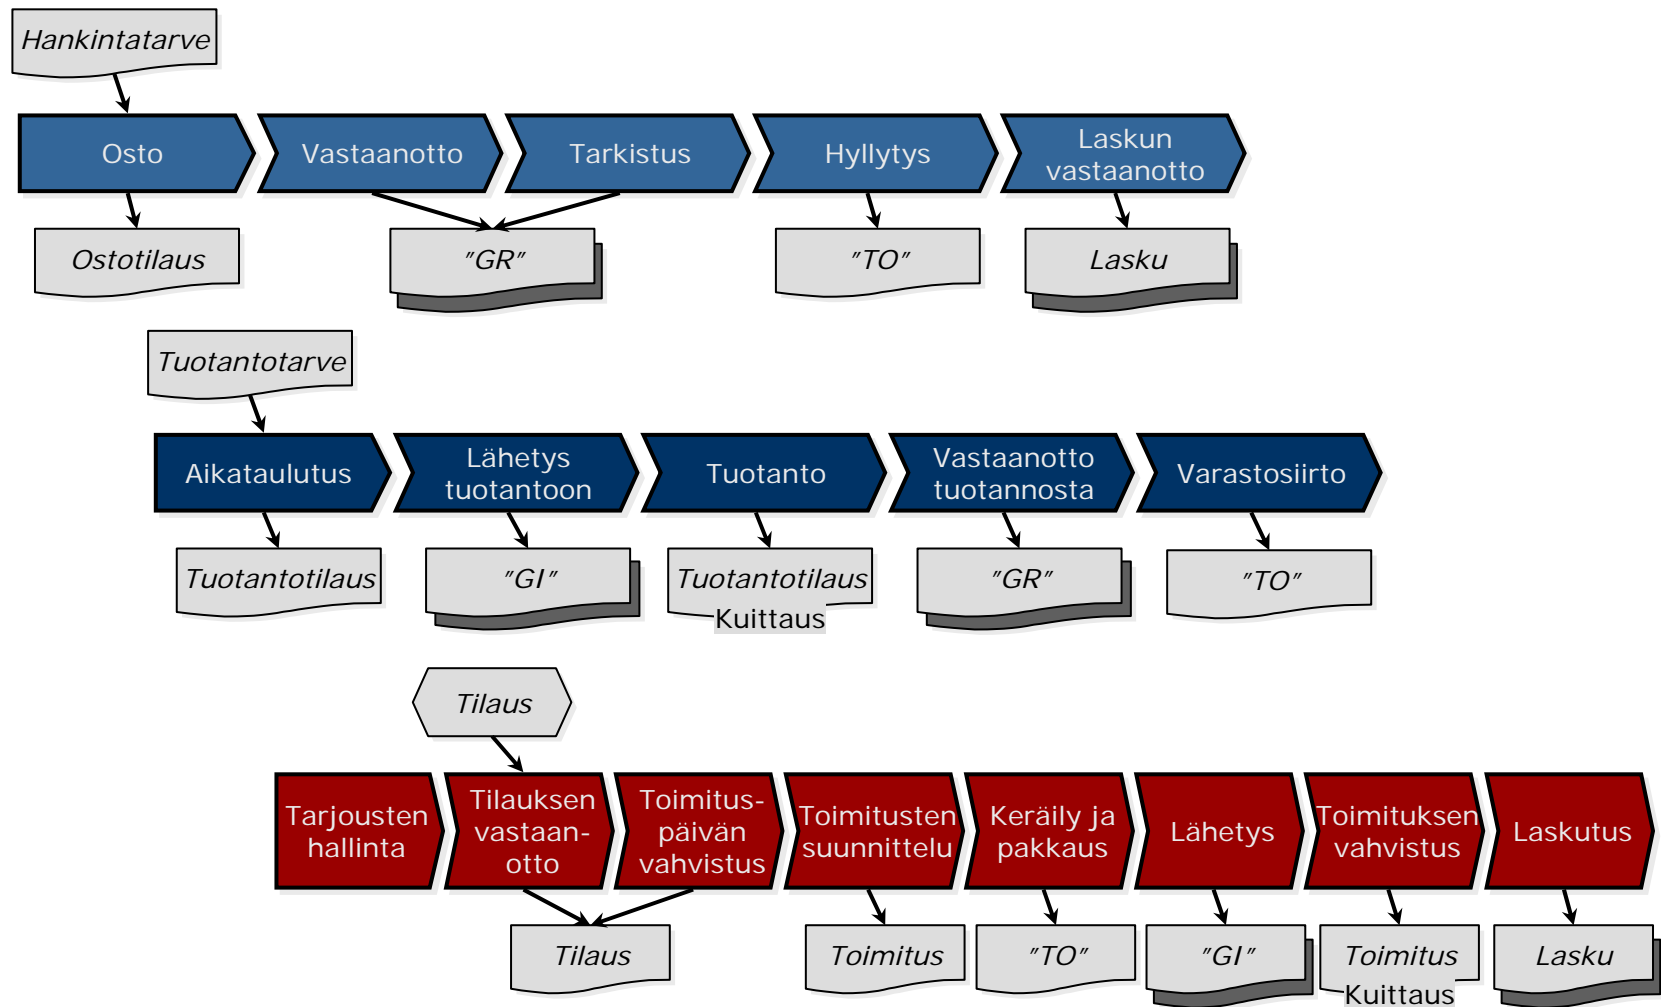 Hankintatarve
Osto
Vastaanotto
Tarkistus
Hyllytys
Laskun
vastaanotto
Ostotilaus
"GR"
"TO"
Lasku
Tuotantotarve
Aikataulutus
Lähetys
tuotantoon
Tuotanto
Vastaanotto
tuotannosta
Varastosiirto
Tuotantotilaus
"GI"
Tuotantotilaus
Kuittaus
"GR"
"TO"
Tilaus
Tarjousten
hallinta
Tilauksen
vastaan-
otto
Toimitus-
päivän
vahvistus
Toimitusten
suunnittelu
Keräily ja
pakkaus
Lähetys
Toimituksen
vahvistus
Laskutus
Tilaus
Toimitus
"TO"
"GI"
Toimitus
Kuittaus
Lasku